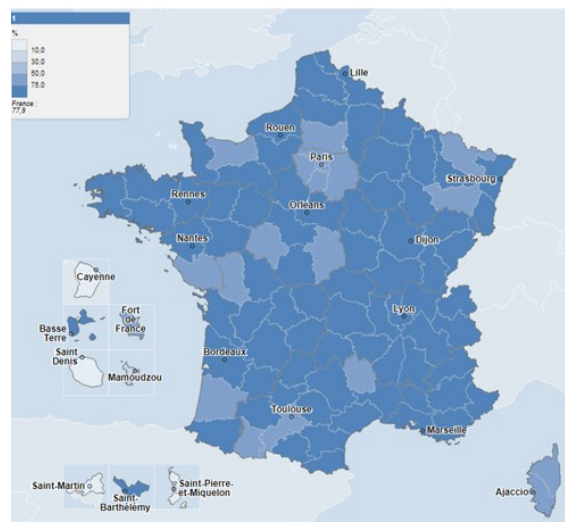 1
%
10,0
30,0
50,0
75,0
France :
77,9
Lille
Rouen
Paris
Strasbourg
Rennes
Orléans
Nantes
Dijon
Cayenne
Lyon
Basse
Terre
Fort
de
France
Saint
Denis
Mamoudzou
Bordeaux
Toulouse
Marseille
Saint-Martin
Saint-
Barthélémy
Saint-Pierre-
et-Miquelon
Ajaccio